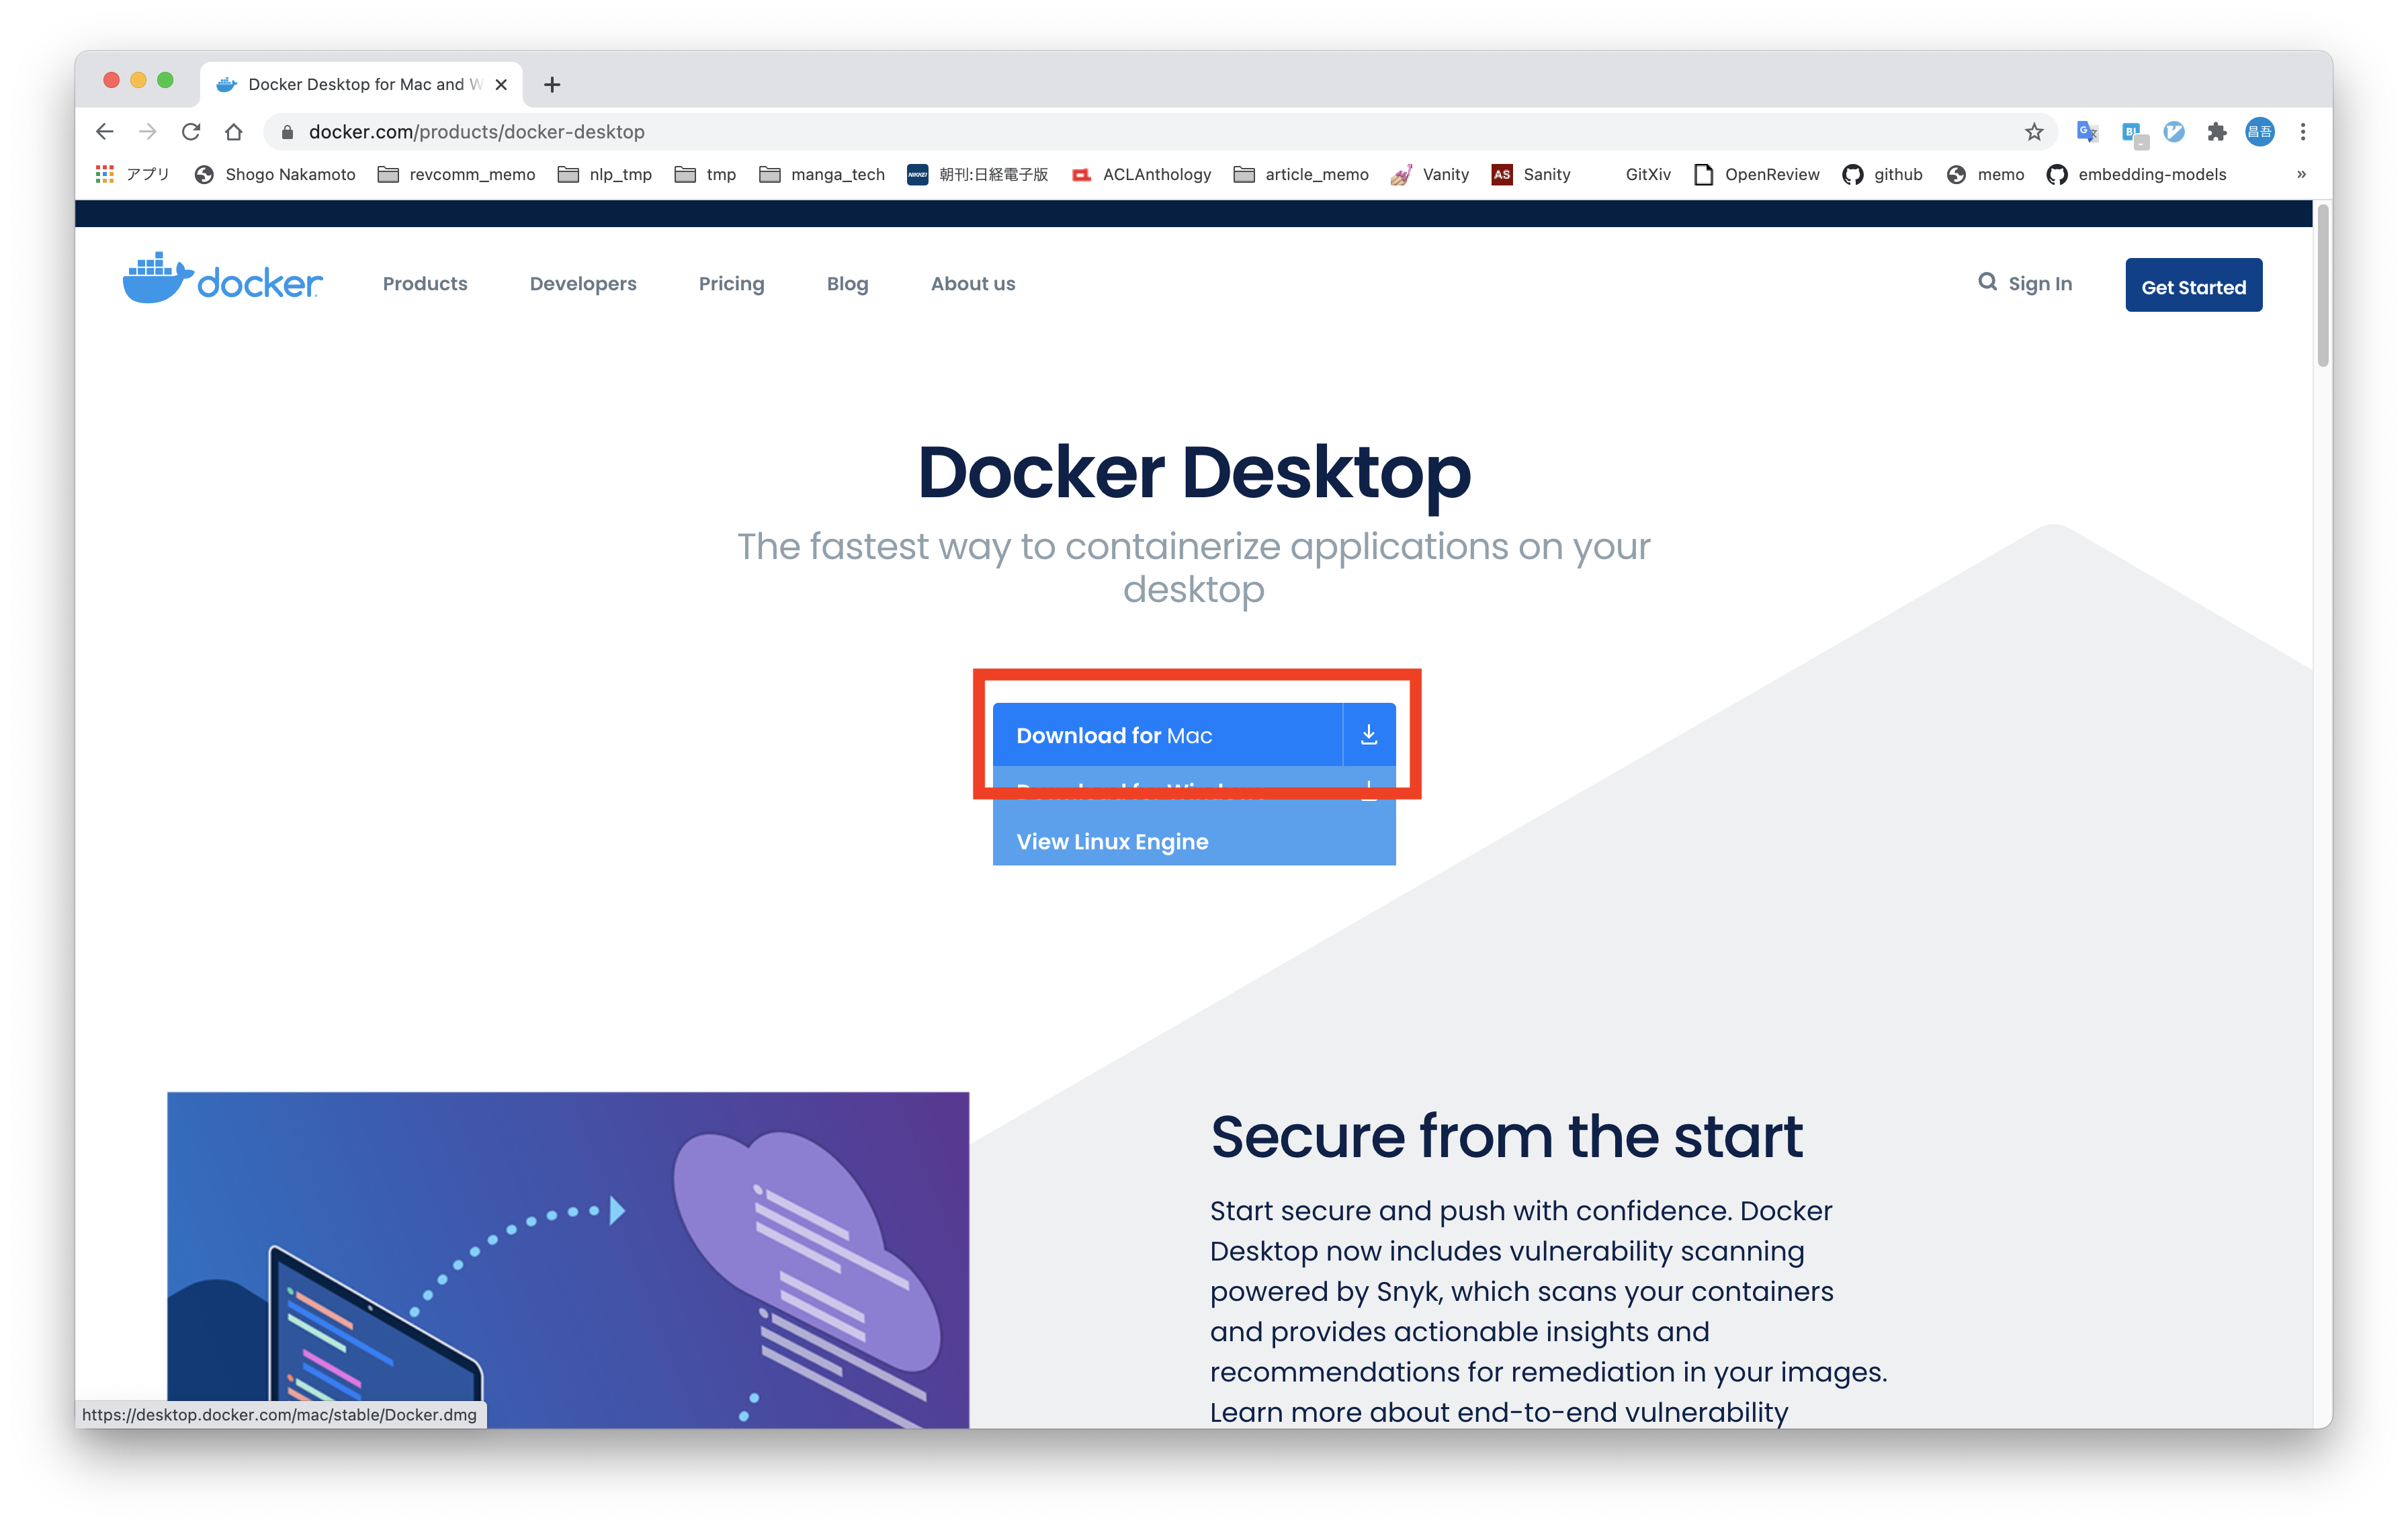 Docker Desktop for Mac and W
docker.com/products/docker-desktop
昌吾
アプリ Shogo Nakamoto revcomm_memo nlp_tmp tmp manga_tech NIKKEI 朝刊:日経電子版 ACLAnthology article_memo Vanity AS Sanity GitXiv OpenReview github memo embedding-models »
docker Products Developers Pricing Blog About us Sign In Get Started
Docker Desktop
The fastest way to containerize applications on your
desktop
Download for Mac
View Linux Engine
Secure from the start
Start secure and push with confidence. Docker
Desktop now includes vulnerability scanning
powered by Snyk, which scans your containers
and provides actionable insights and
recommendations for remediation in your images.
Learn more about end-to-end vulnerability
https://desktop.docker.com/mac/stable/Docker.dmg